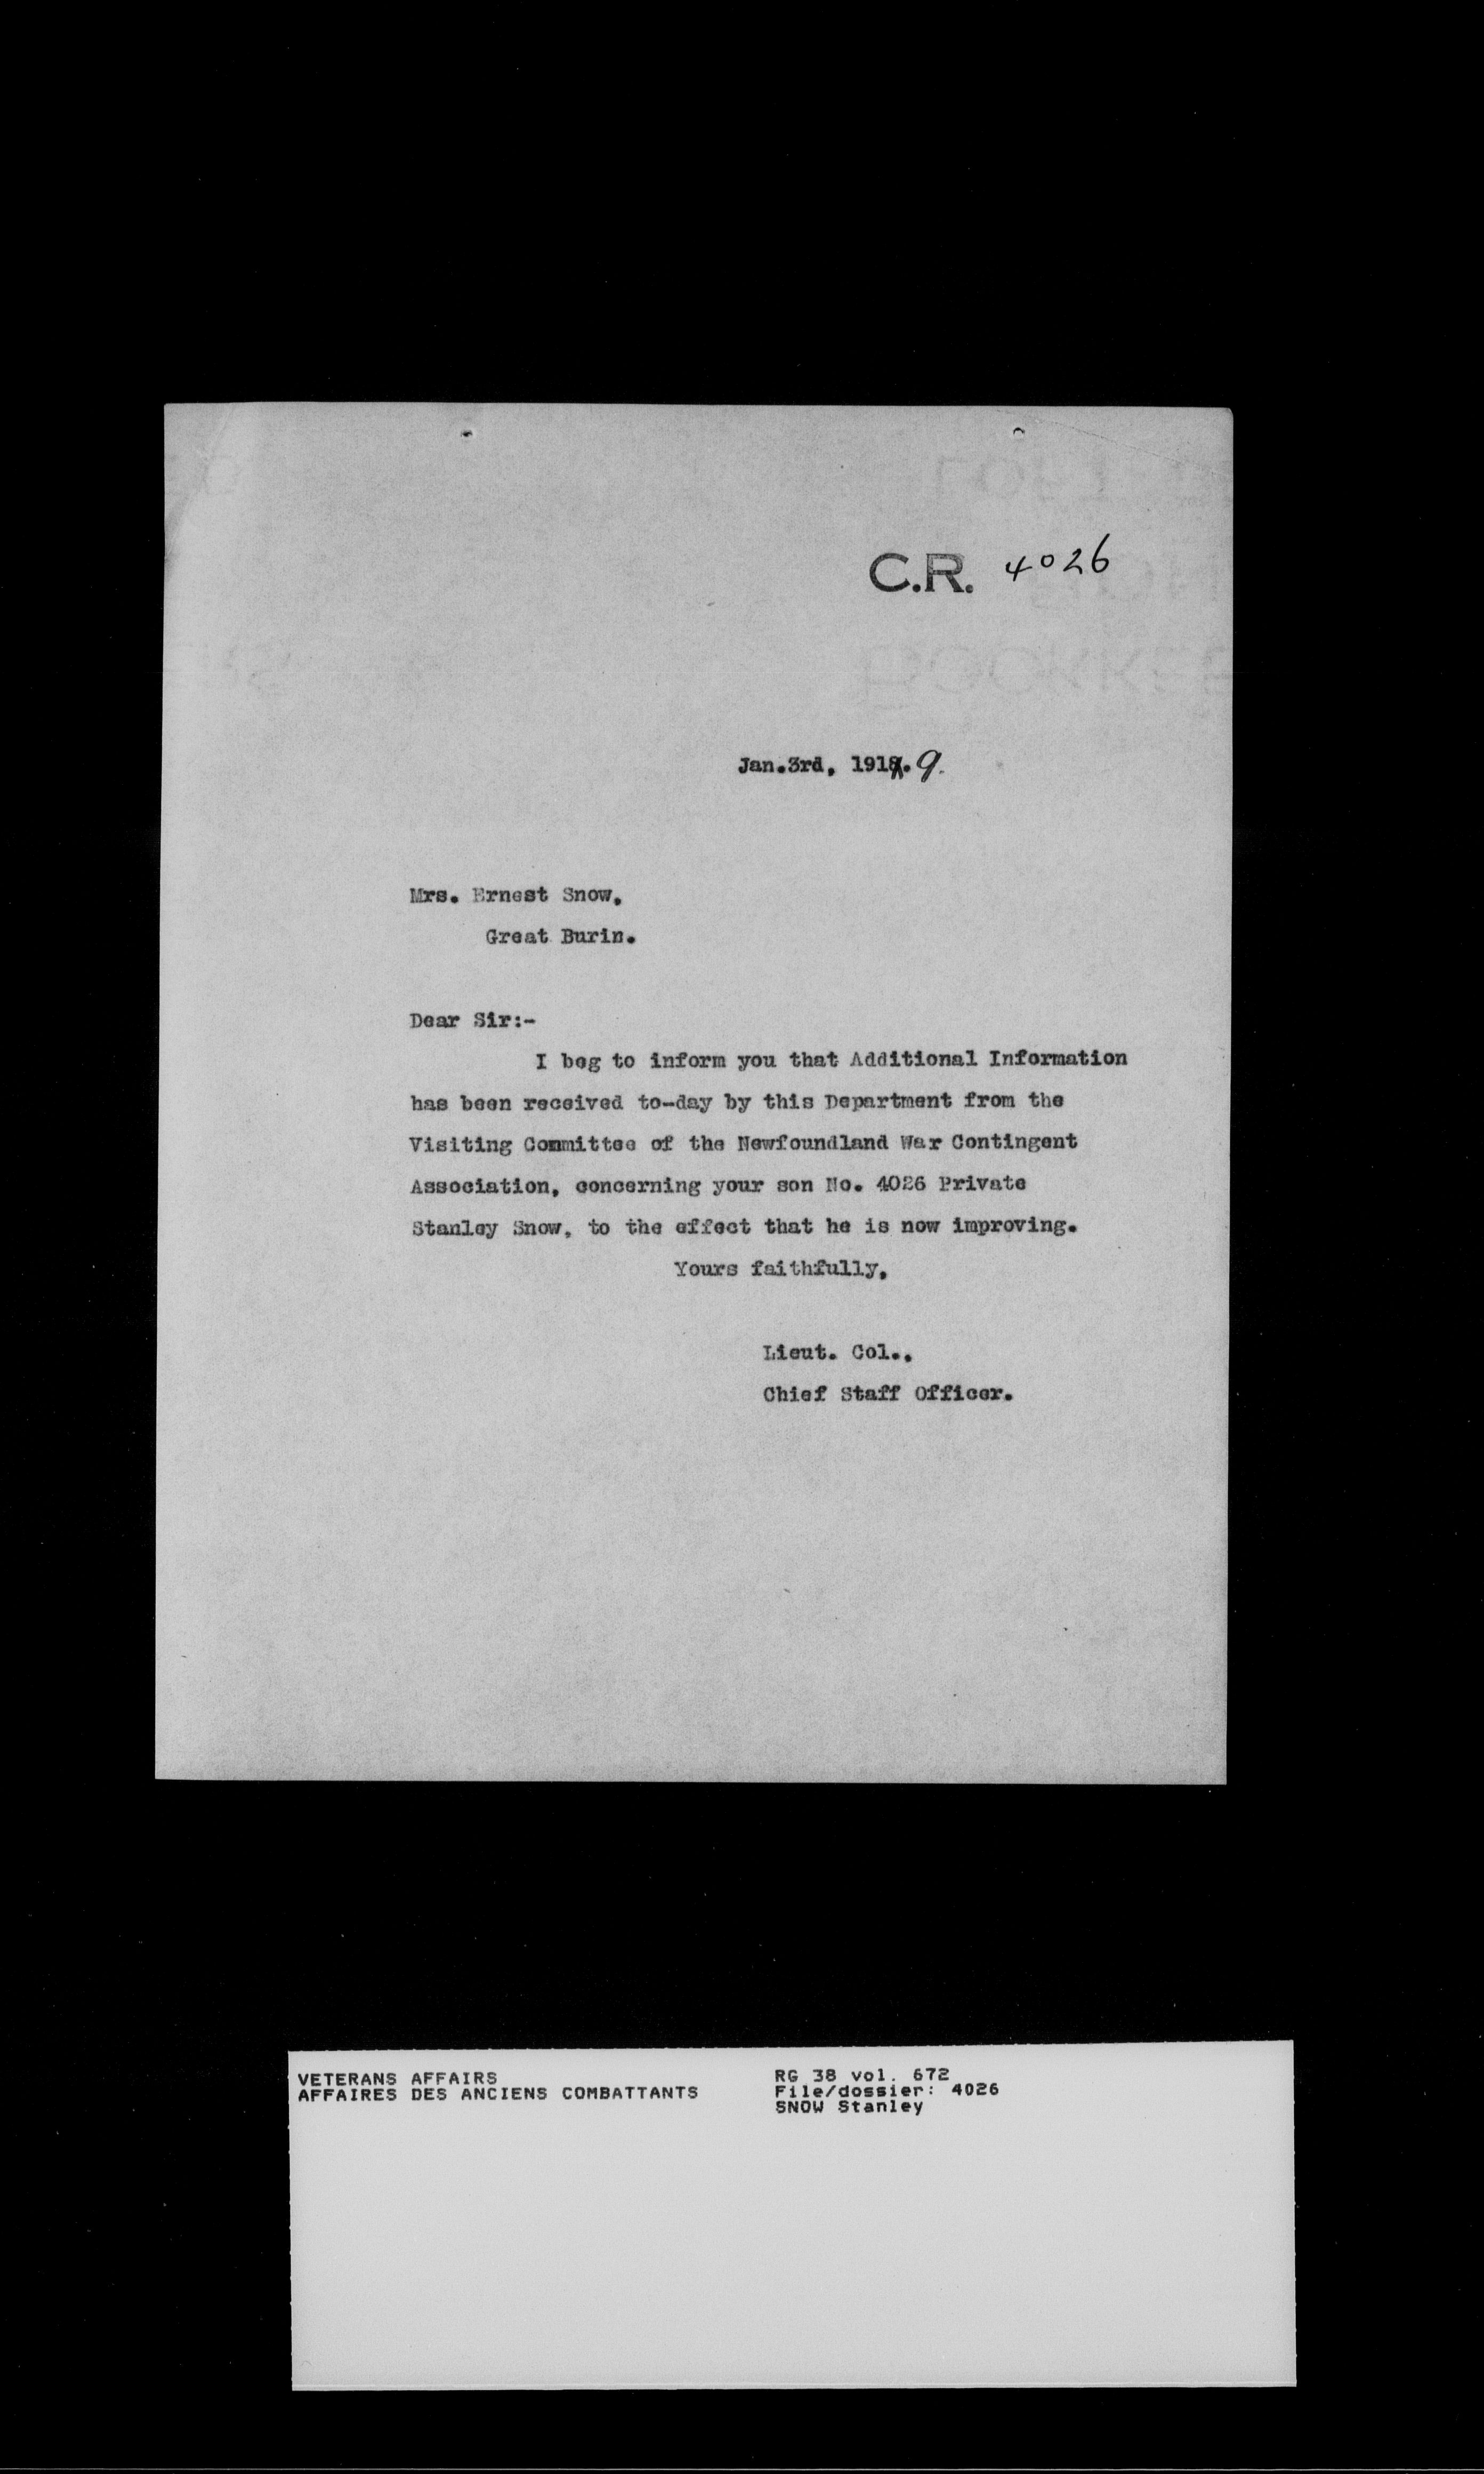 C.R. 4026
Jan.3rd, 1918. 9.
Mrs. Ernest Snow,
Great Burin.
Dear Sir:-
I beg to inform you that Additional Information
has been received to-day by this Department from the
Visiting Committee of the Newfoundland War Contingent
Association, concerning your son No. 4026 Private
Stanley Snow, to the effect that he is now improving.
Yours faithfully,
Lieut. Col.,
Chief Staff Officer.
VETERANS AFFAIRS
AFFAIRES DES ANCIENS COMBATTANTS
RG 38 vol. 672
File/dossier: 4026
SNOW Stanley